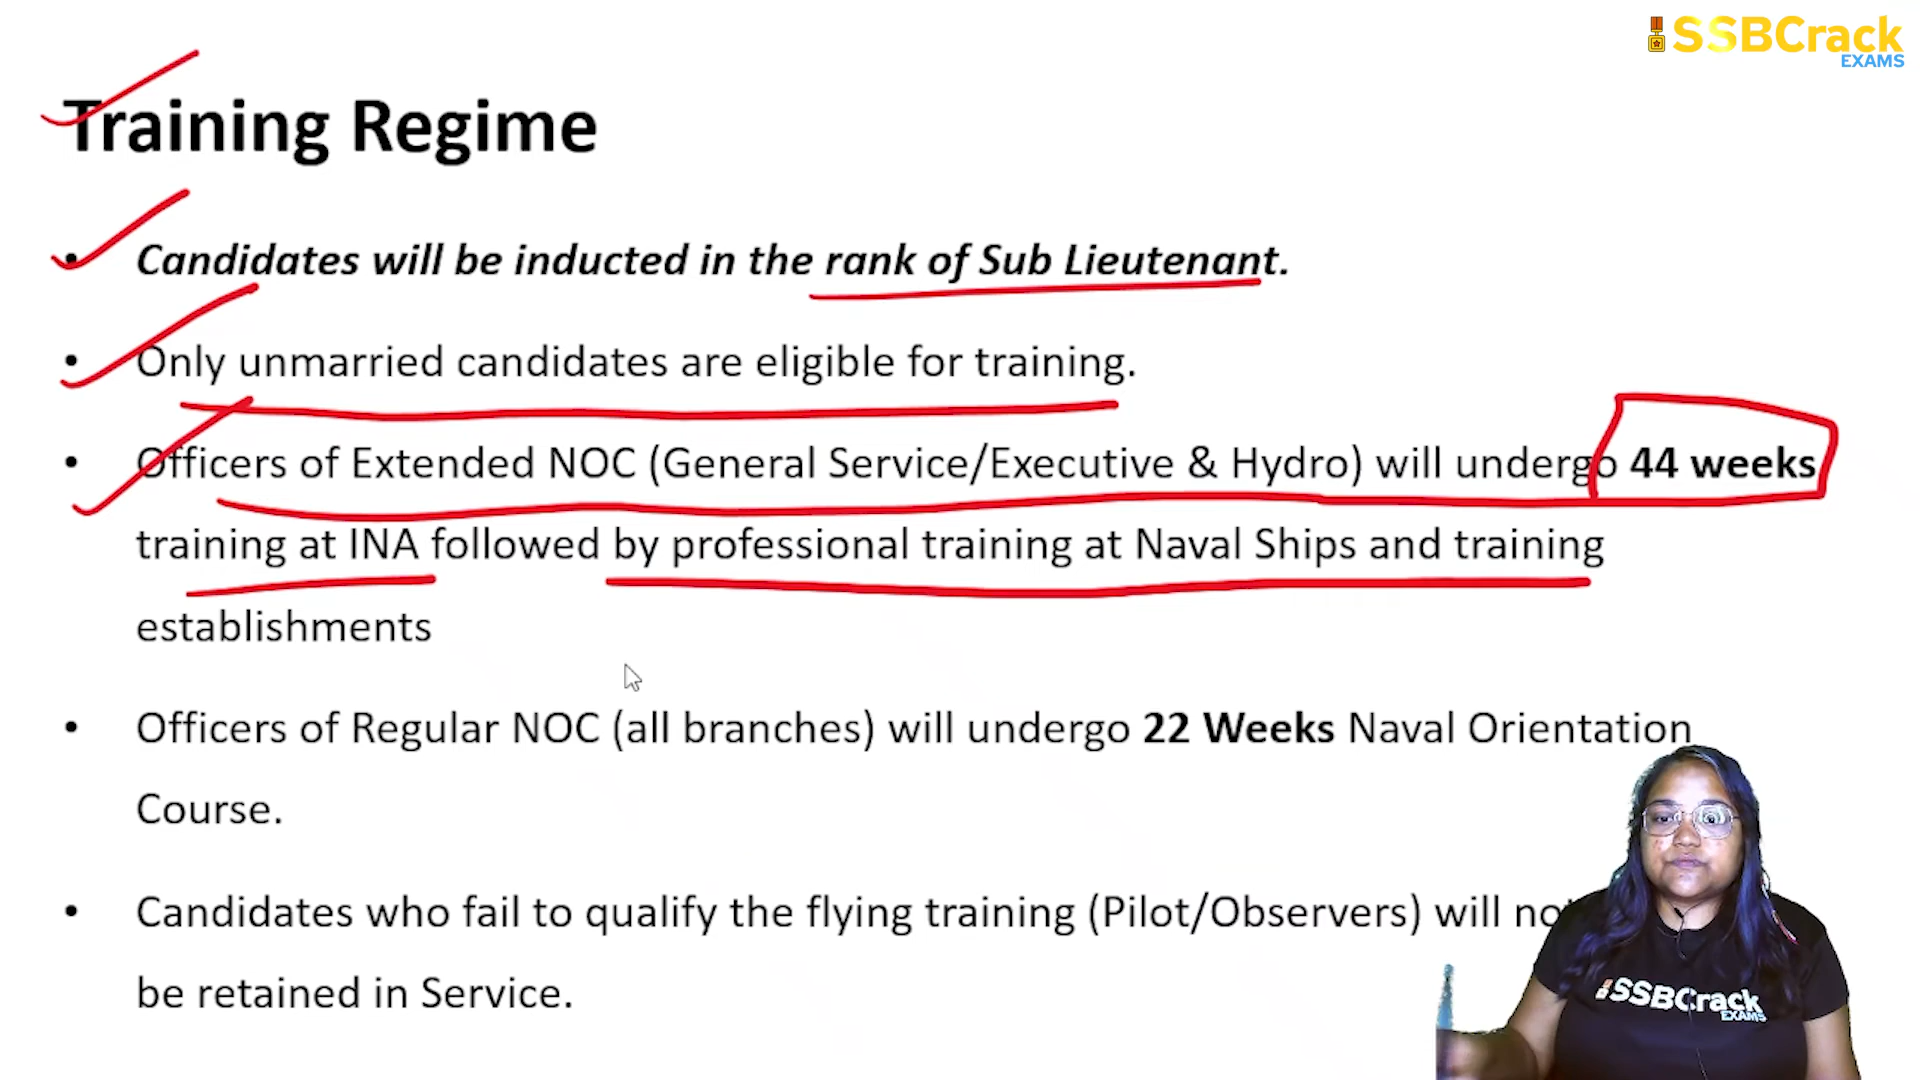 SSBCrack
EXAMS
Training Regime
• Candidates will be inducted in the rank of Sub Lieutenant.
• Only unmarried candidates are eligible for training.
• Officers of Extended NOC (General Service/Executive & Hydro) will undergo 44 weeks
training at INA followed by professional training at Naval Ships and training
establishments
• Officers of Regular NOC (all branches) will undergo 22 Weeks Naval Orientation
Course.
• Candidates who fail to qualify the flying training (Pilot/Observers) will not
be retained in Service.
SSBCrack
EXAMS